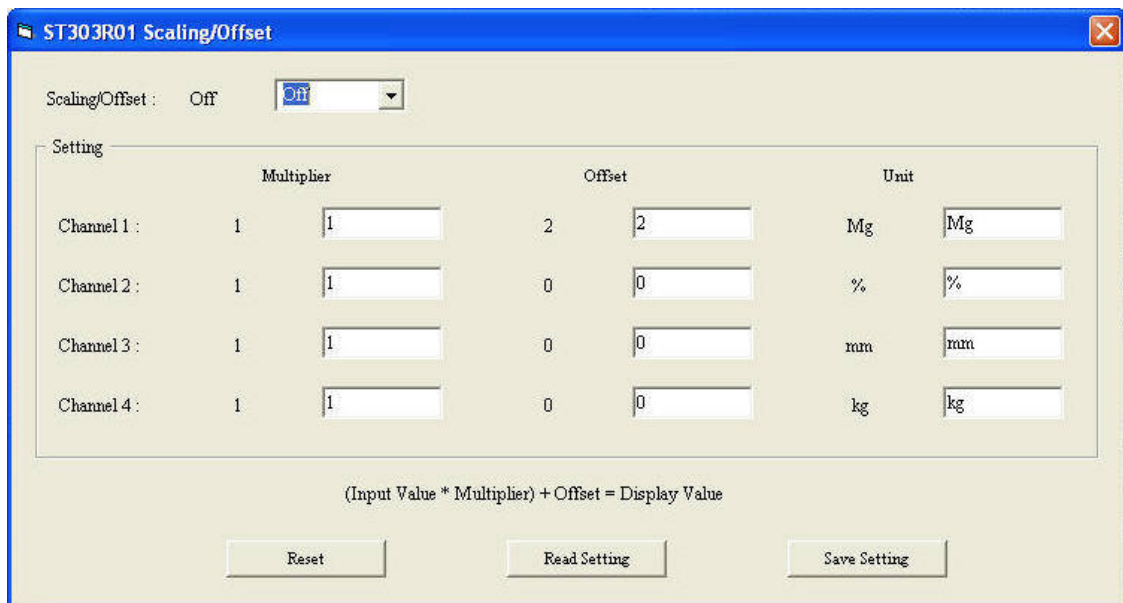 ST303R01 Scaling/Offset
Scaling/Offset : Off Off
Setting
Multiplier Offset Unit
Channel 1 : 1 1 2 2 Mg Mg
Channel 2 : 1 1 0 0 % %
Channel 3 : 1 1 0 0 mm mm
Channel 4 : 1 1 0 0 kg kg
(Input Value * Multiplier) + Offset = Display Value
Reset Read Setting Save Setting